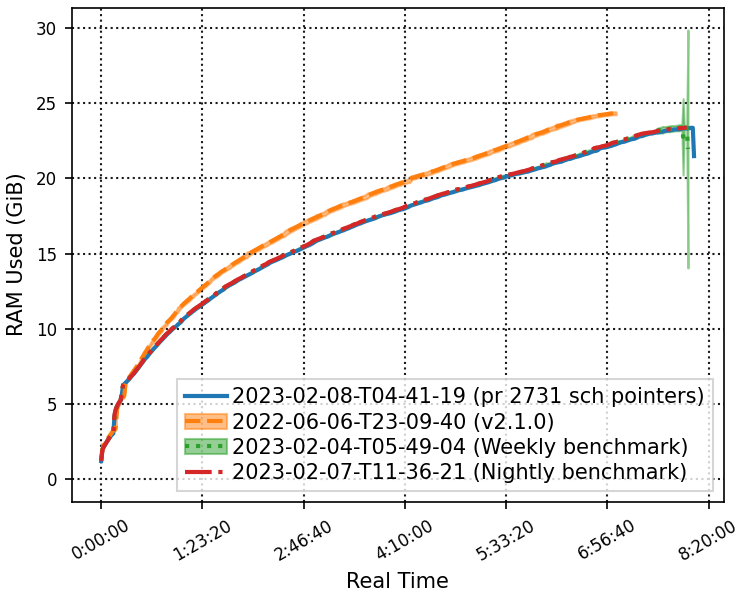 30
25
20
15
10
5
0
RAM Used (GiB)
2023-02-08-T04-41-19 (pr 2731 sch pointers)
2022-06-06-T23-09-40 (v2.1.0)
2023-02-04-T05-49-04 (Weekly benchmark)
2023-02-07-T11-36-21 (Nightly benchmark)
0:00:00 1:23:20 2:46:40 4:10:00 5:33:20 6:56:40 8:20:00
Real Time